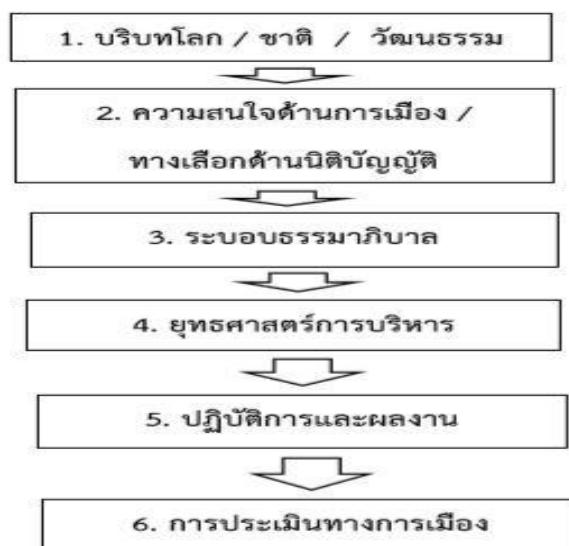 1. บริบทโลก / ชาติ / วัฒนธรรม
2. ความสนใจด้านการเมือง /
ทางเลือกด้านนิติบัญญัติ
3. ระบอบธรรมาภิบาล
4. ยุทธศาสตร์การบริหาร
5. ปฏิบัติการและผลงาน
6. การประเมินทางการเมือง